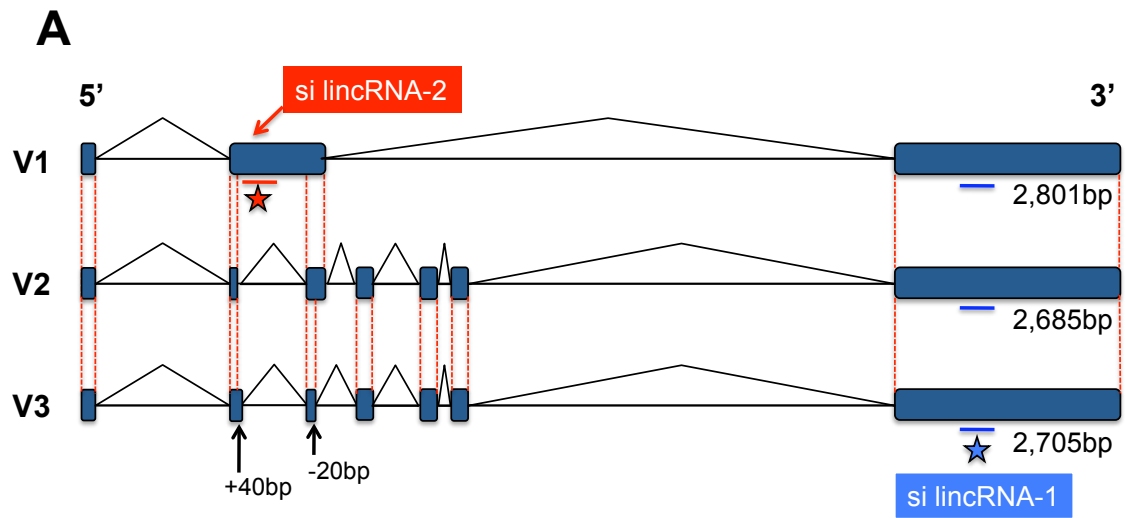 A
si lincRNA-2
5’
3’
V1
2,801bp
V2
2,685bp
V3
2,705bp
-20bp
+40bp
si lincRNA-1